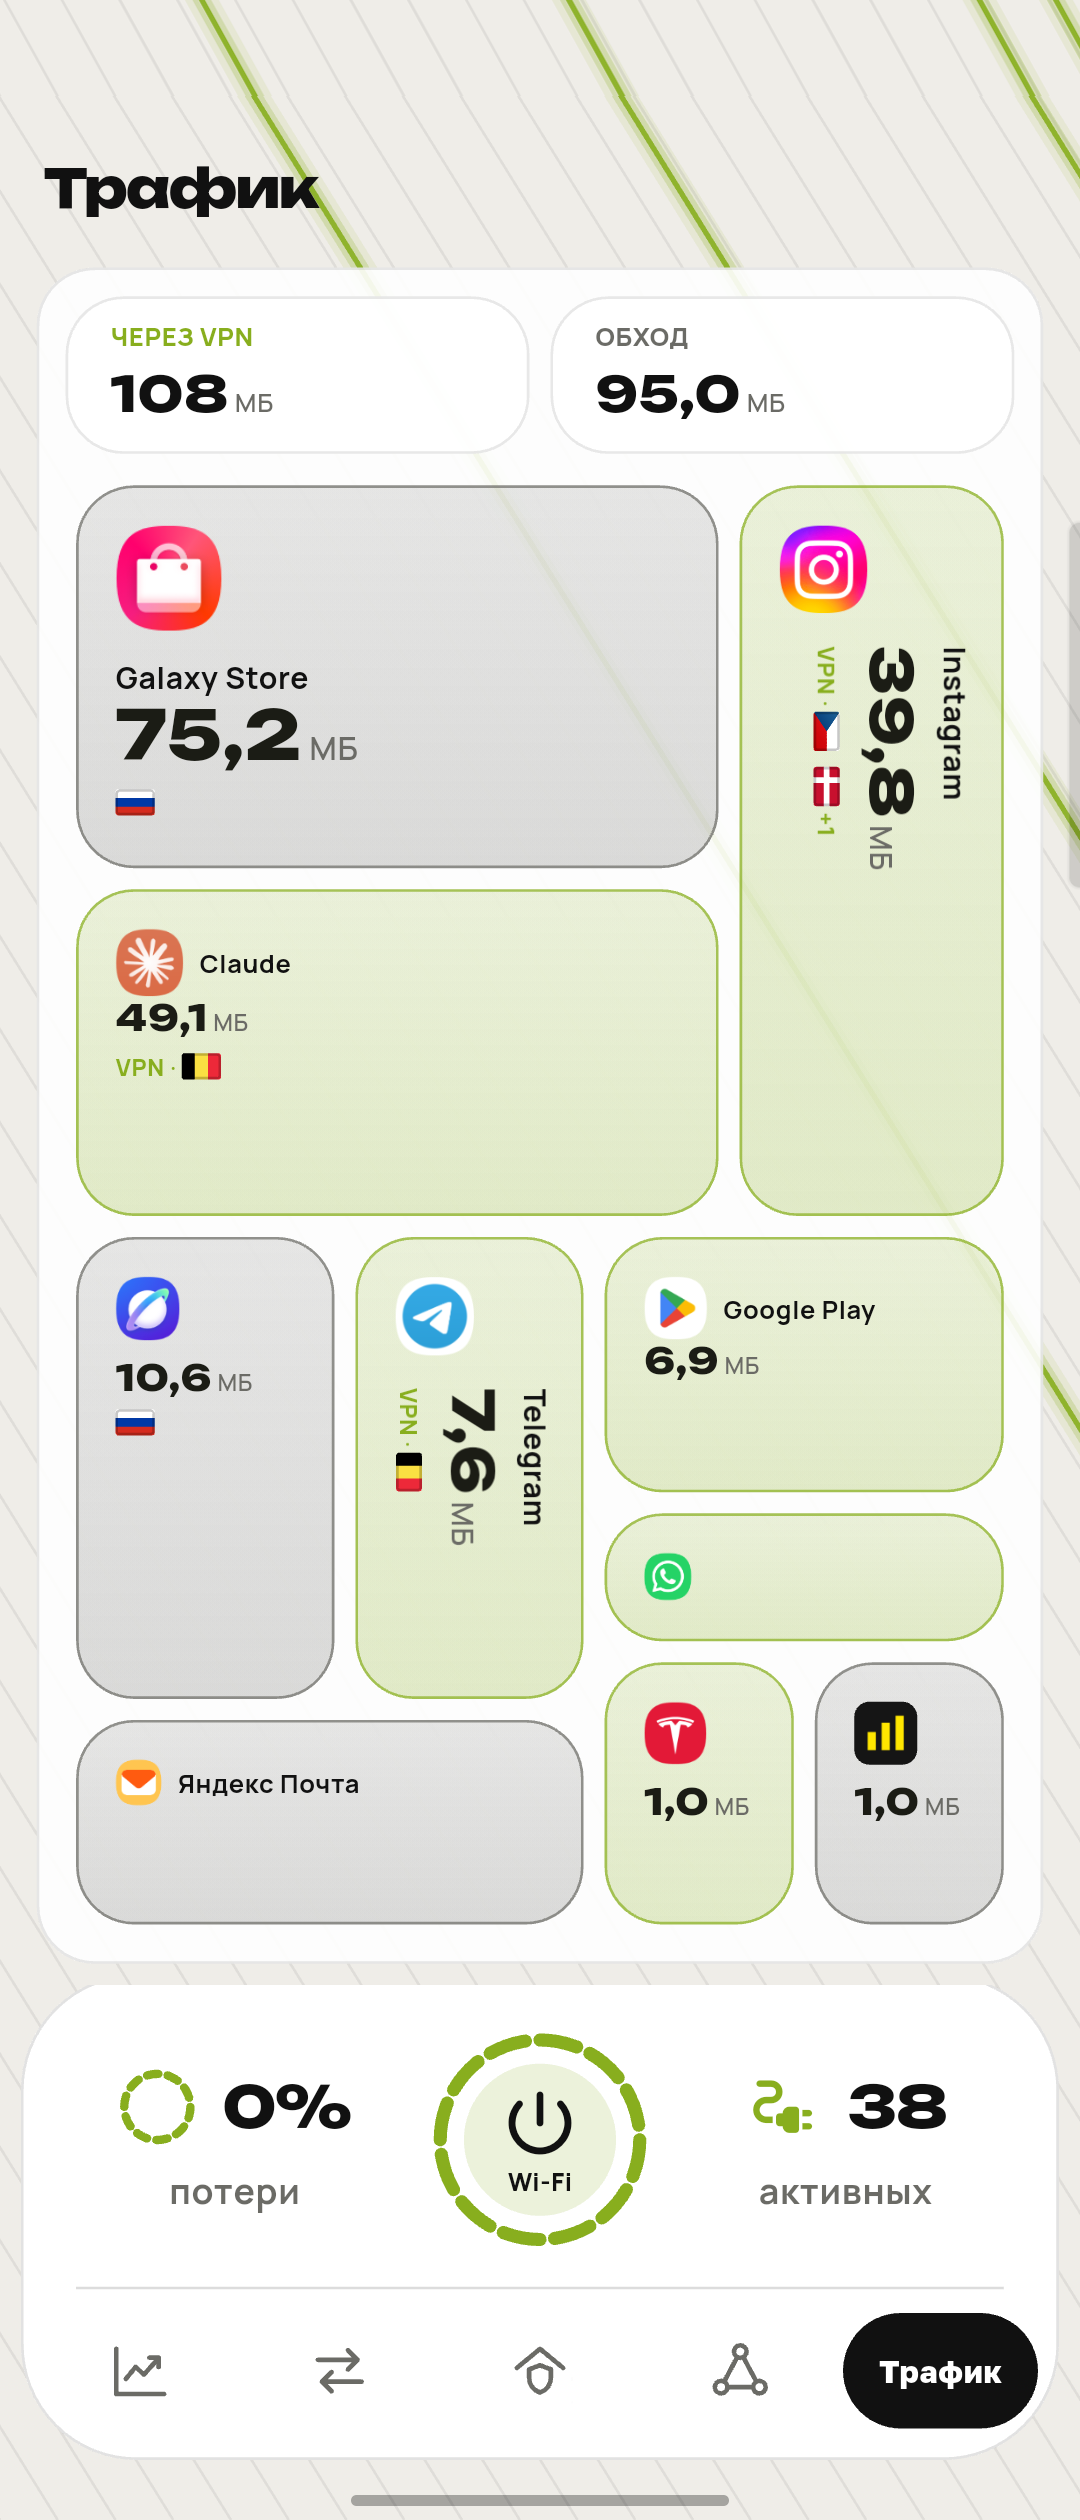 Трафик
ЧЕРЕЗ VPN
108 МБ
ОБХОД
95,0 МБ
Galaxy Store
75,2 МБ
Instagram
39,8 МБ
VPN · +1
Claude
49,1 МБ
VPN ·
10,6 МБ
Telegram
7,6 МБ
VPN ·
Google Play
6,9 МБ
Яндекс Почта
1,0 МБ
1,0 МБ
0%
потери
Wi-Fi
38
активных
Трафик